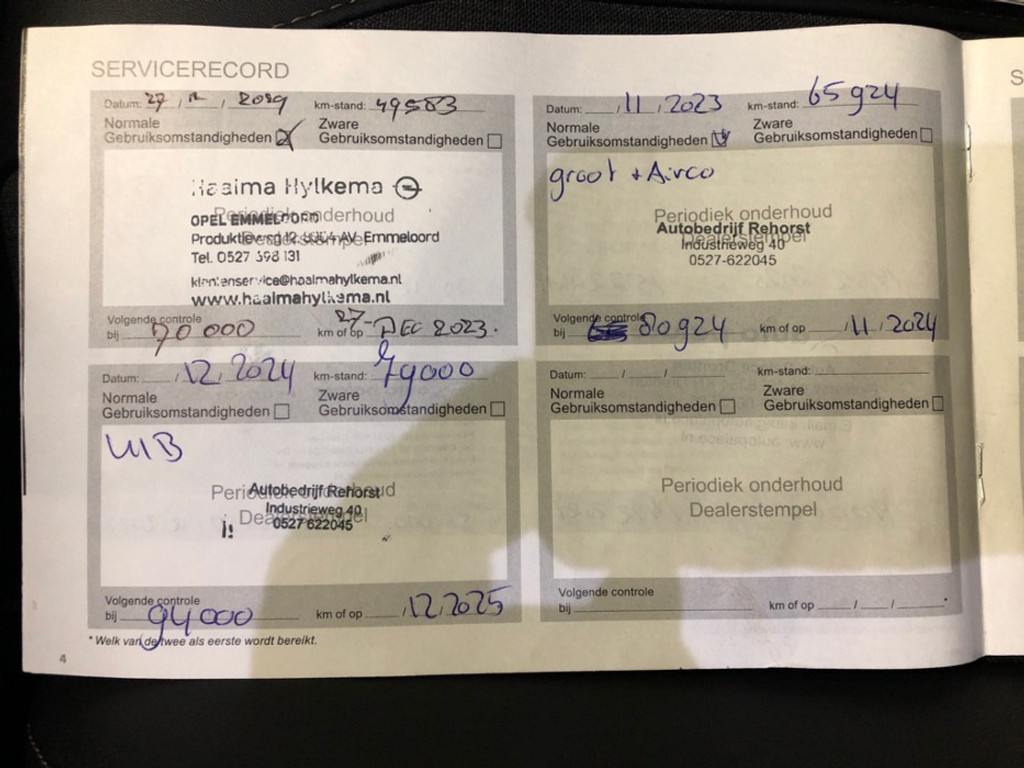 SERVICERECORD
Datum: 27 / 12 / 2019 km-stand: 49583
Normale Gebruiksomstandigheden Zware Gebruiksomstandigheden
Haaima Hylkema
Periodiek onderhoud
Dealerstempel
OPEL EMMELOORD
Produktieweg 12 AV Emmeloord
Tel. 0527 398 131
klantenservice@haaimahylkema.nl
www.haaimahylkema.nl
Volgende controle
bij 70000 km of op 27-DEC 2023.
Datum: / 11 / 2023 km-stand: 65924
Normale Gebruiksomstandigheden Zware Gebruiksomstandigheden
groot + Airco
Periodiek onderhoud
Dealerstempel
Autobedrijf Rehorst
Industrieweg 40
0527-622045
Volgende controle
bij 80924 km of op / 11 / 2024
Datum: / 12 / 2024 km-stand: 79000
Normale Gebruiksomstandigheden Zware Gebruiksomstandigheden
Periodiek onderhoud
Dealerstempel
Autobedrijf Rehorst
Industrieweg 40
0527 622045
Volgende controle
bij 94000 km of op / 12 / 2025
Datum: / / km-stand:
Normale Gebruiksomstandigheden Zware Gebruiksomstandigheden
Periodiek onderhoud
Dealerstempel
Volgende controle
bij km of op / / *
* Welk van de twee als eerste wordt bereikt.
4
S